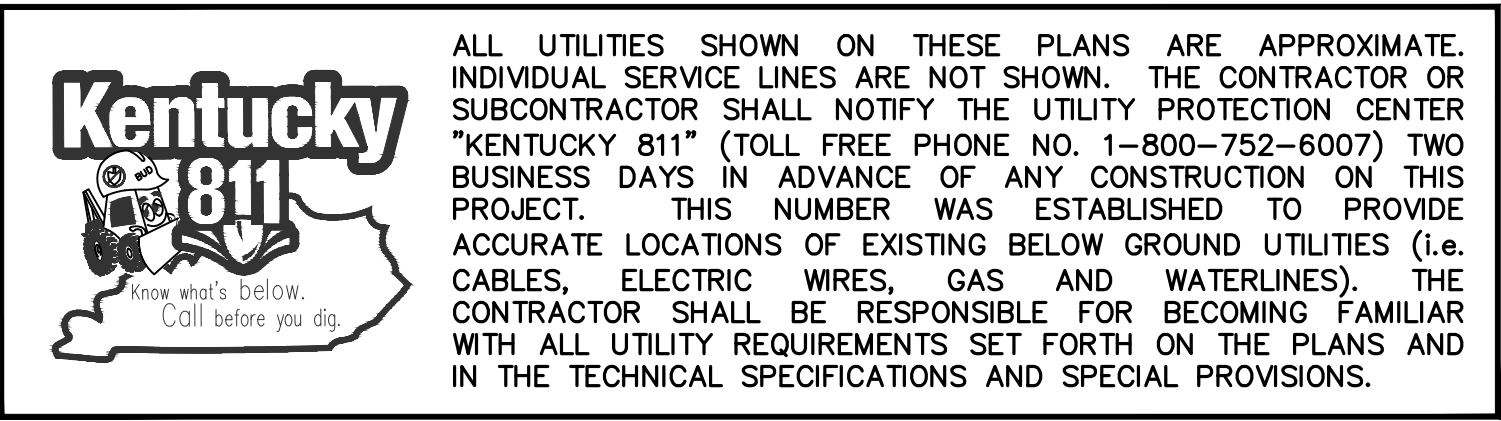 Kentucky
811
BUD
Know what's below.
Call before you dig.
ALL UTILITIES SHOWN ON THESE PLANS ARE APPROXIMATE.
INDIVIDUAL SERVICE LINES ARE NOT SHOWN. THE CONTRACTOR OR
SUBCONTRACTOR SHALL NOTIFY THE UTILITY PROTECTION CENTER
"KENTUCKY 811" (TOLL FREE PHONE NO. 1-800-752-6007) TWO
BUSINESS DAYS IN ADVANCE OF ANY CONSTRUCTION ON THIS
PROJECT. THIS NUMBER WAS ESTABLISHED TO PROVIDE
ACCURATE LOCATIONS OF EXISTING BELOW GROUND UTILITIES (i.e.
CABLES, ELECTRIC WIRES, GAS AND WATERLINES). THE
CONTRACTOR SHALL BE RESPONSIBLE FOR BECOMING FAMILIAR
WITH ALL UTILITY REQUIREMENTS SET FORTH ON THE PLANS AND
IN THE TECHNICAL SPECIFICATIONS AND SPECIAL PROVISIONS.